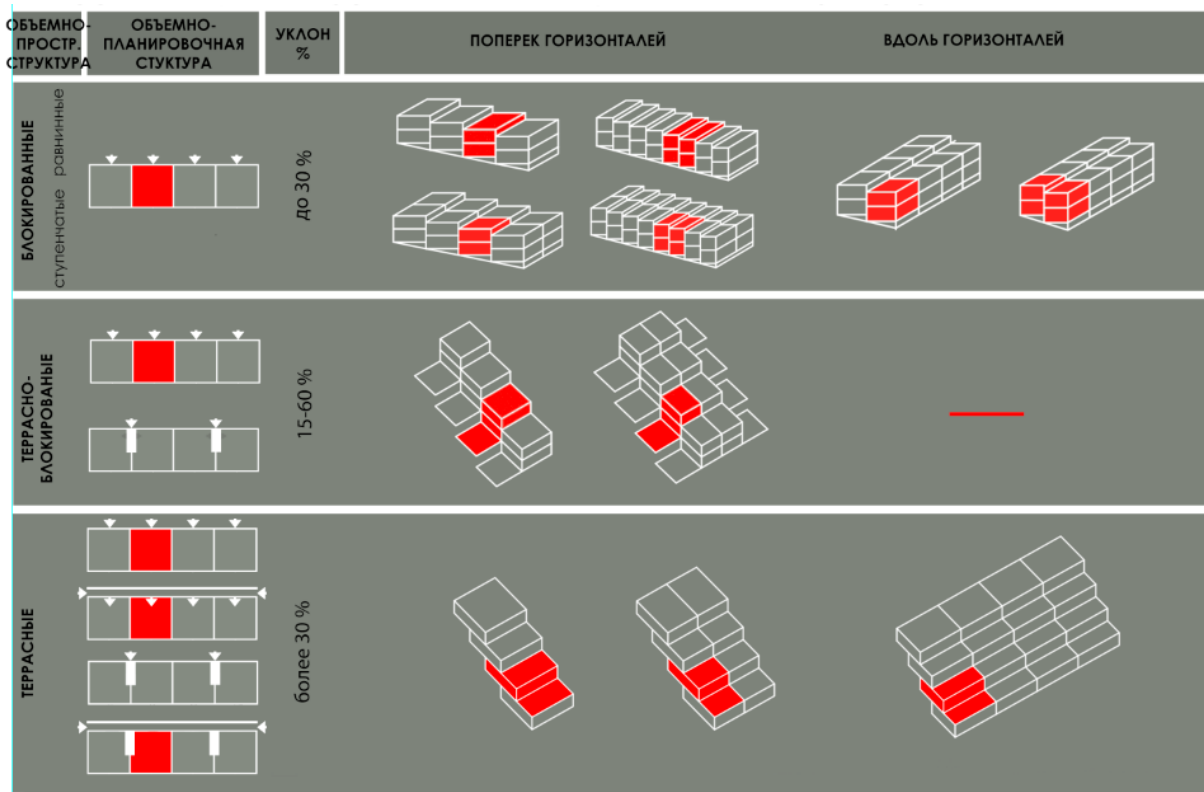 ОБЪЕМНО-
ПРОСТР.
СТРУКТУРА
ОБЪЕМНО-
ПЛАНИРОВОЧНАЯ
СТУКТУРА
УКЛОН
%
ПОПЕРЕК ГОРИЗОНТАЛЕЙ
ВДОЛЬ ГОРИЗОНТАЛЕЙ
БЛОКИРОВАННЫЕ
ступенчатые равнинные
до 30 %
ТЕРРАСНО-
БЛОКИРОВАНЫЕ
15-60 %
ТЕРРАСНЫЕ
более 30 %